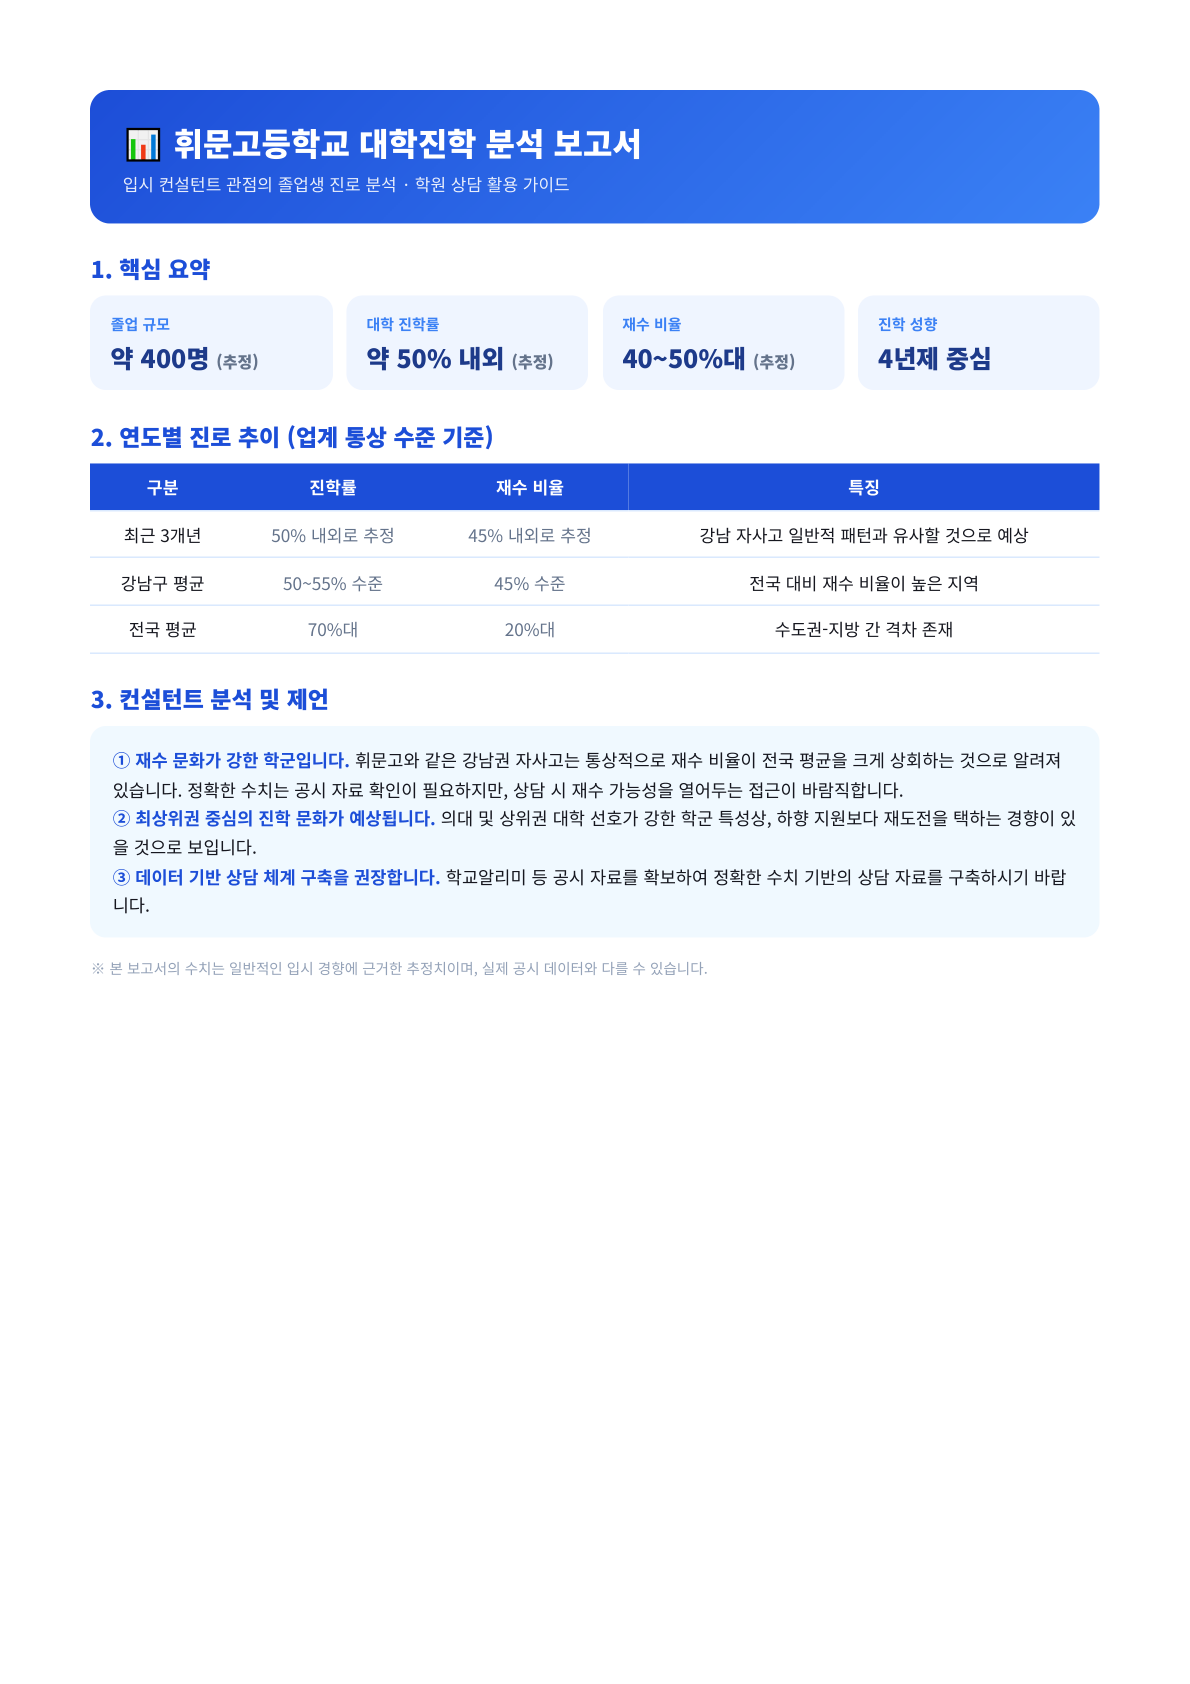 휘문고등학교 대학진학 분석 보고서
입시 컨설턴트 관점의 졸업생 진로 분석 · 학원 상담 활용 가이드
1. 핵심 요약
졸업 규모
약 400명 (추정)
대학 진학률
약 50% 내외 (추정)
재수 비율
40~50%대 (추정)
진학 성향
4년제 중심
2. 연도별 진로 추이 (업계 통상 수준 기준)
구분 진학률 재수 비율 특징
최근 3개년 50% 내외로 추정 45% 내외로 추정 강남 자사고 일반적 패턴과 유사할 것으로 예상
강남구 평균 50~55% 수준 45% 수준 전국 대비 재수 비율이 높은 지역
전국 평균 70%대 20%대 수도권-지방 간 격차 존재
3. 컨설턴트 분석 및 제언
① 재수 문화가 강한 학군입니다. 휘문고와 같은 강남권 자사고는 통상적으로 재수 비율이 전국 평균을 크게 상회하는 것으로 알려져
있습니다. 정확한 수치는 공시 자료 확인이 필요하지만, 상담 시 재수 가능성을 열어두는 접근이 바람직합니다.
② 최상위권 중심의 진학 문화가 예상됩니다. 의대 및 상위권 대학 선호가 강한 학군 특성상, 하향 지원보다 재도전을 택하는 경향이 있
을 것으로 보입니다.
③ 데이터 기반 상담 체계 구축을 권장합니다. 학교알리미 등 공시 자료를 확보하여 정확한 수치 기반의 상담 자료를 구축하시기 바랍
니다.
※ 본 보고서의 수치는 일반적인 입시 경향에 근거한 추정치이며, 실제 공시 데이터와 다를 수 있습니다.